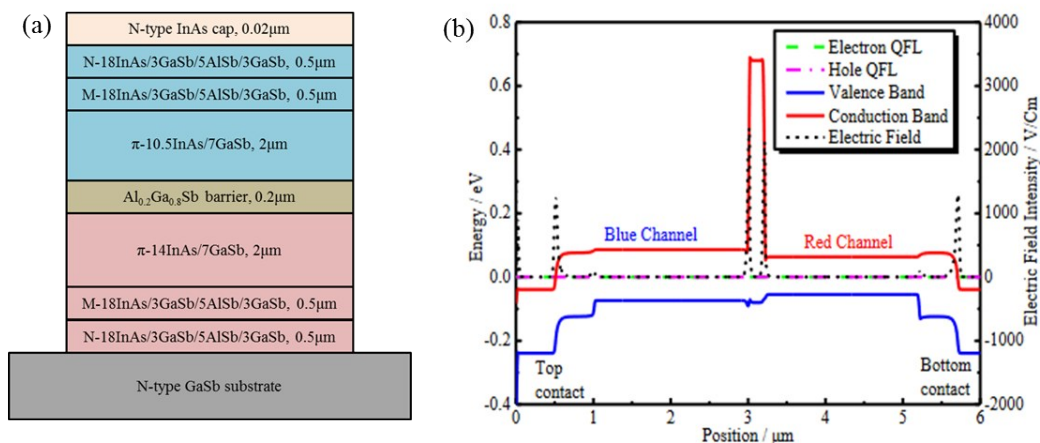 (a)
N-type InAs cap, 0.02μm
N-18InAs/3GaSb/5AlSb/3GaSb, 0.5μm
M-18InAs/3GaSb/5AlSb/3GaSb, 0.5μm
π-10.5InAs/7GaSb, 2μm
Al0.2Ga0.8Sb barrier, 0.2μm
π-14InAs/7GaSb, 2μm
M-18InAs/3GaSb/5AlSb/3GaSb, 0.5μm
N-18InAs/3GaSb/5AlSb/3GaSb, 0.5μm
N-type GaSb substrate
(b)
Energy / eV
0.8
0.6
0.4
0.2
0.0
-0.2
-0.4
Electron QFL
Hole QFL
Valence Band
Conduction Band
Electric Field
Blue Channel
Red Channel
Top
contact
Bottom
contact
4000
3000
2000
1000
0
-1000
-2000
Electric Field Intensity / V/Cm
0 1 2 3 4 5 6
Position / μm